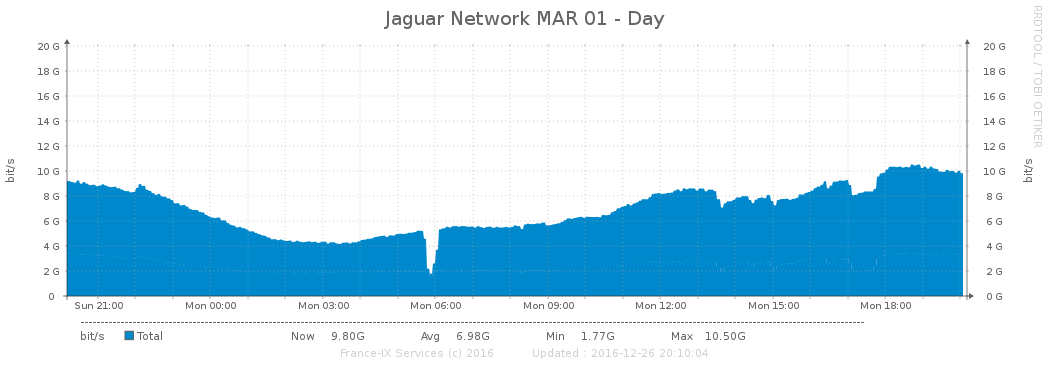 Jaguar Network MAR 01 - Day
RRDTOOL / TOBI OETIKER
bit/s
20 G 20 G
18 G 18 G
16 G 16 G
14 G 14 G
12 G 12 G
10 G 10 G
8 G 8 G
6 G 6 G
4 G 4 G
2 G 2 G
0 0 G
bit/s
Sun 21:00 Mon 00:00 Mon 03:00 Mon 06:00 Mon 09:00 Mon 12:00 Mon 15:00 Mon 18:00
bit/s Total Now 9.80G Avg 6.98G Min 1.77G Max 10.50G
France-IX Services (c) 2016 Updated : 2016-12-26 20:10:04